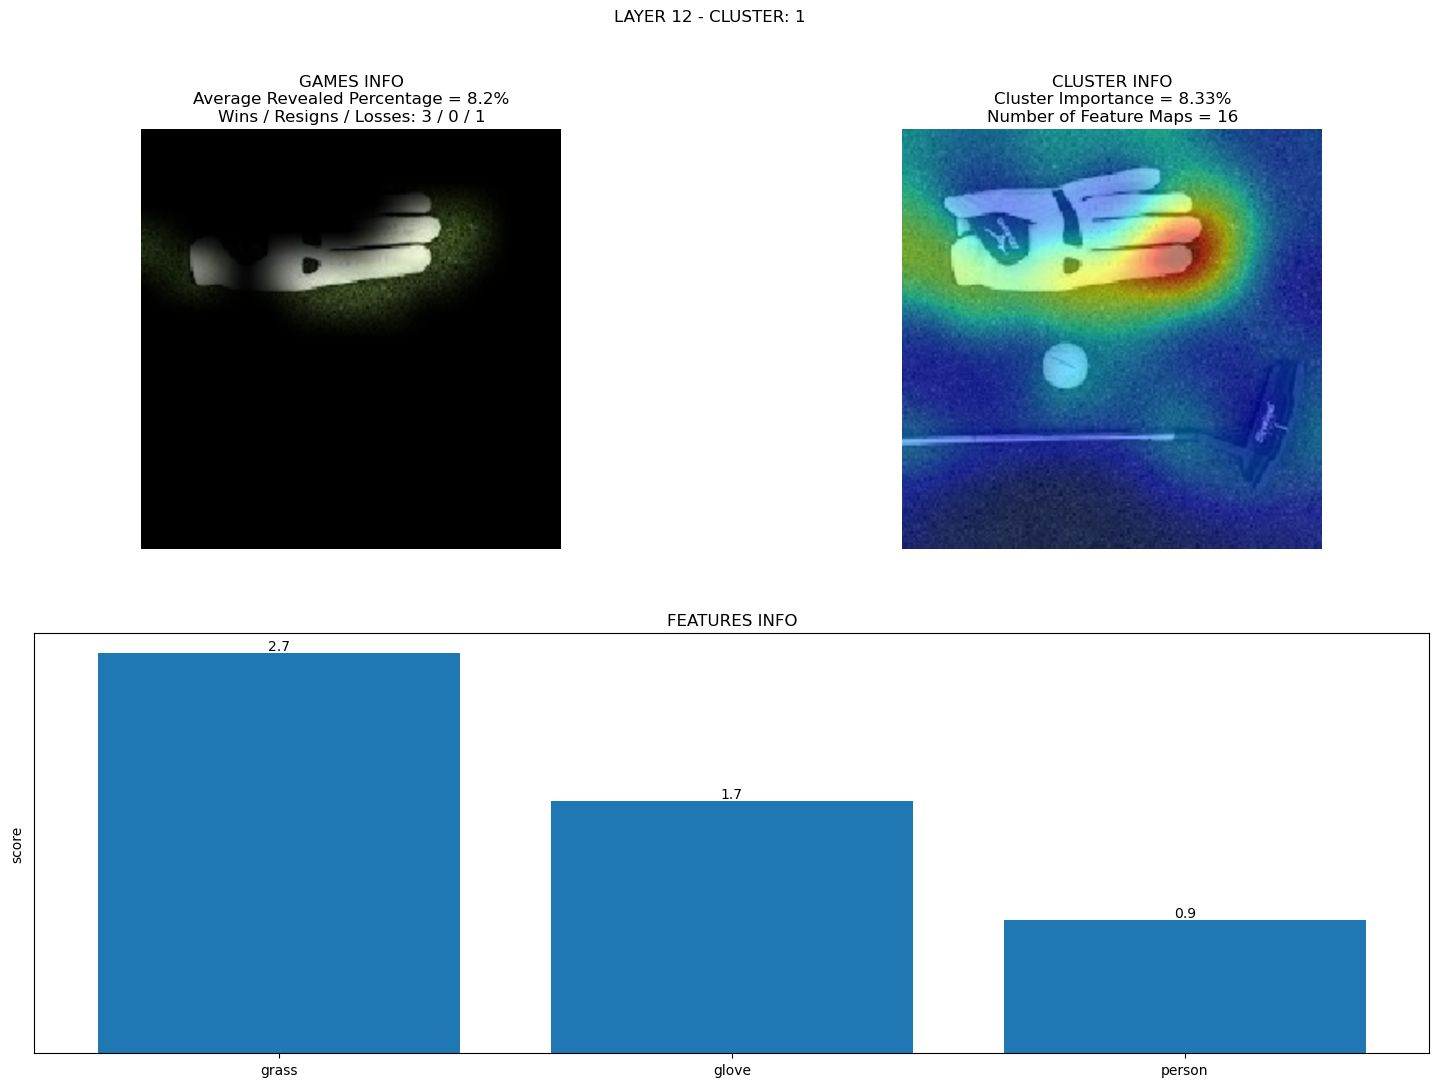 LAYER 12 - CLUSTER: 1
GAMES INFO
Average Revealed Percentage = 8.2%
Wins / Resigns / Losses: 3 / 0 / 1
CLUSTER INFO
Cluster Importance = 8.33%
Number of Feature Maps = 16
FEATURES INFO
score
2.7
1.7
0.9
grass
glove
person